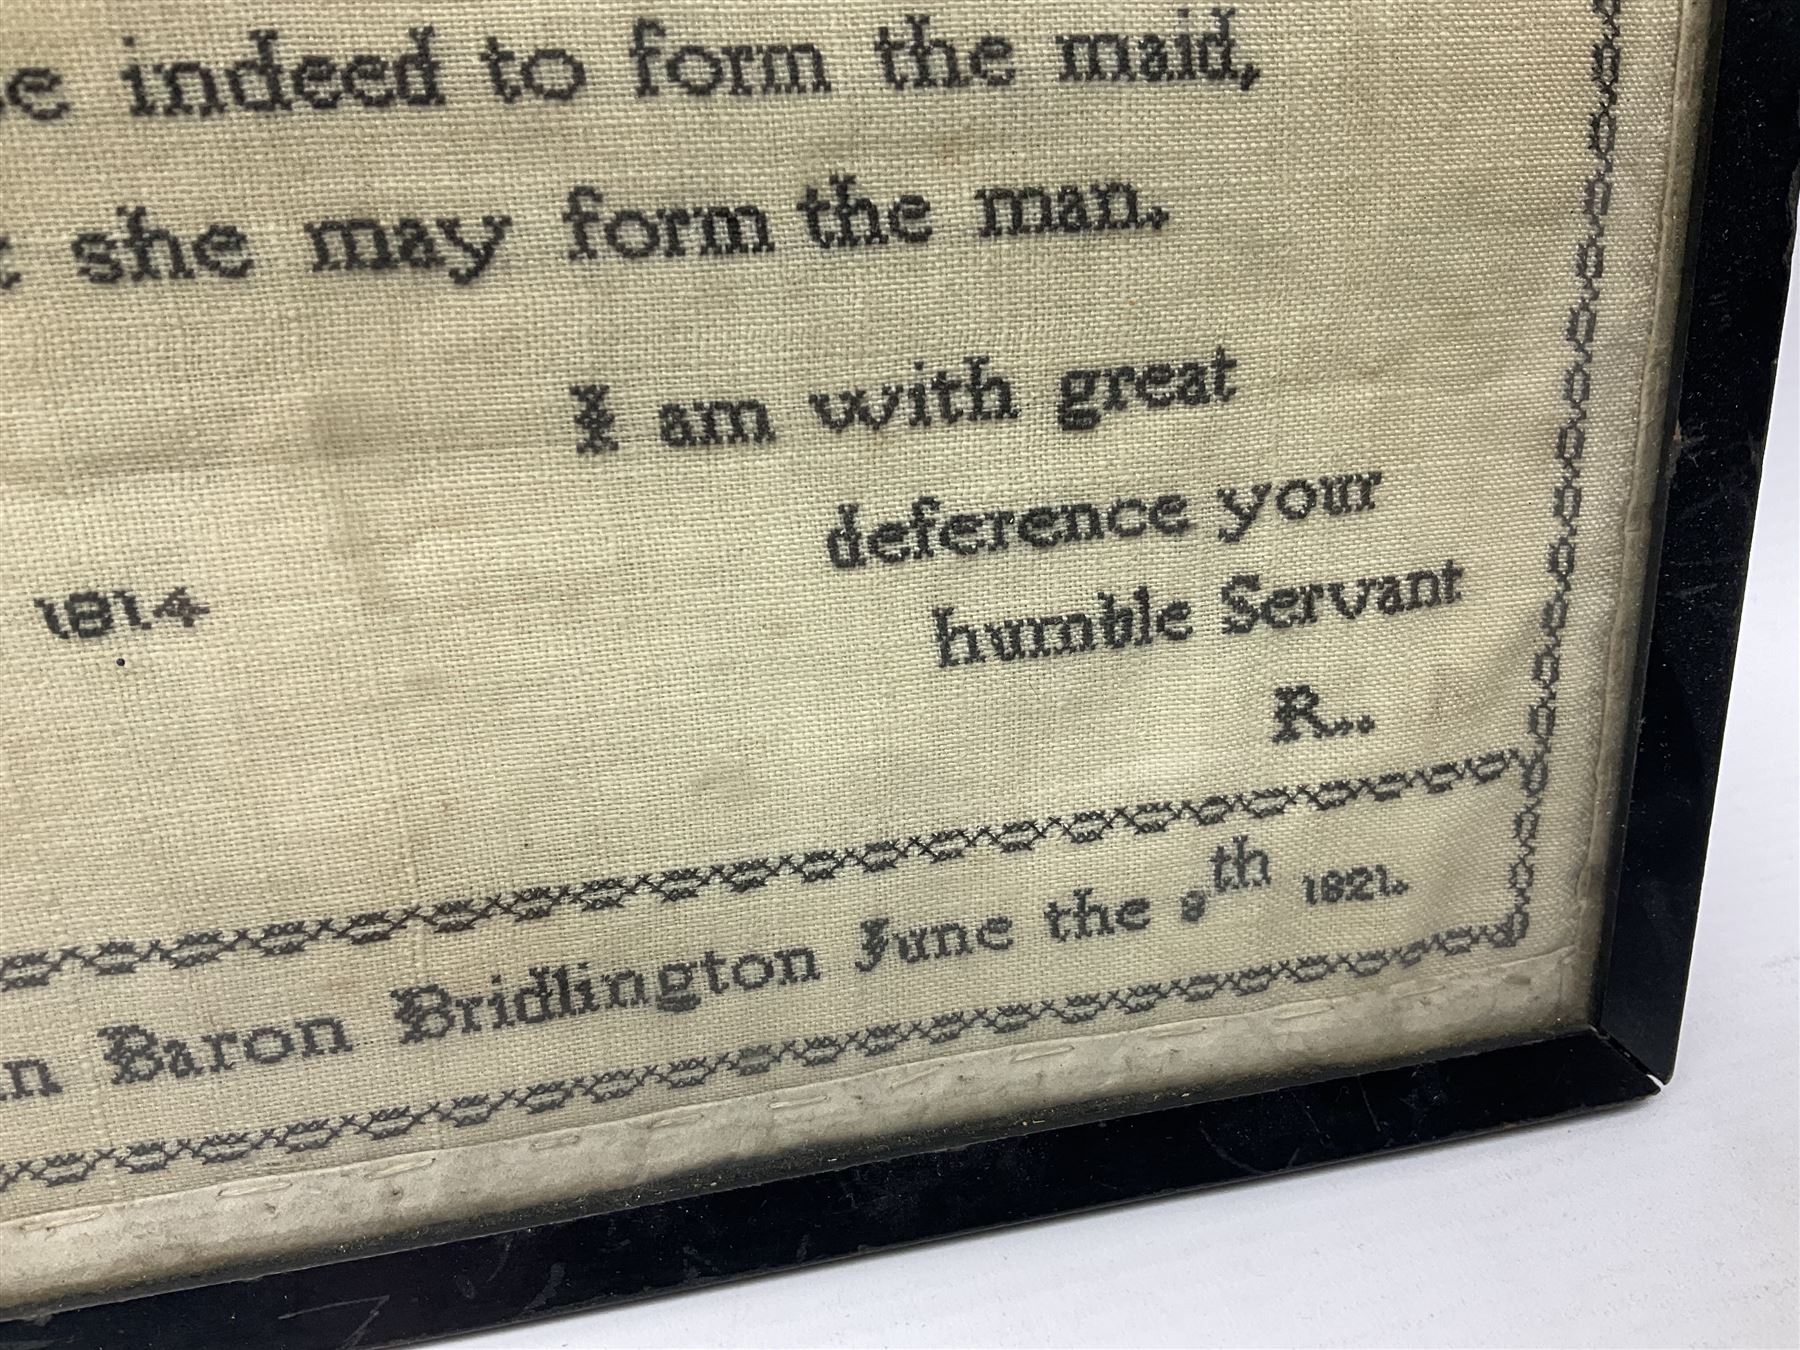 indeed to form the maid,
she may form the man.
I am with great
deference your
humble Servant
1814
R...
Baron Bridlington June the 8th 1821.